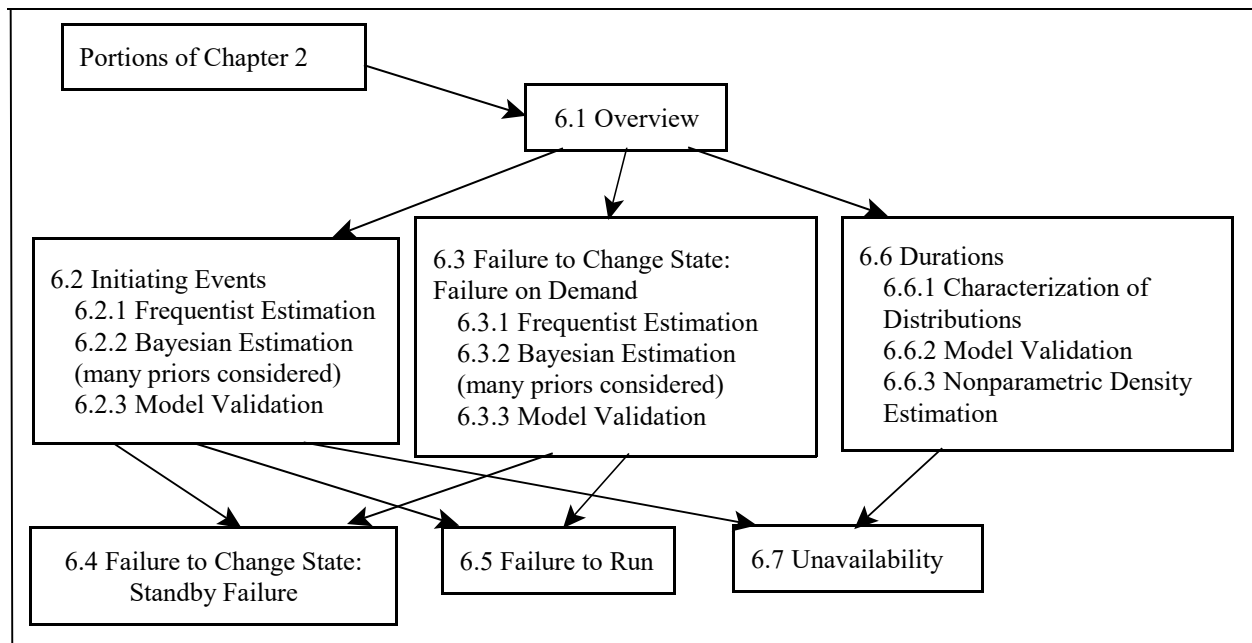 Portions of Chapter 2
6.1 Overview
6.2 Initiating Events
6.2.1 Frequentist Estimation
6.2.2 Bayesian Estimation
(many priors considered)
6.2.3 Model Validation
6.3 Failure to Change State:
Failure on Demand
6.3.1 Frequentist Estimation
6.3.2 Bayesian Estimation
(many priors considered)
6.3.3 Model Validation
6.6 Durations
6.6.1 Characterization of
Distributions
6.6.2 Model Validation
6.6.3 Nonparametric Density
Estimation
6.4 Failure to Change State:
Standby Failure
6.5 Failure to Run
6.7 Unavailability